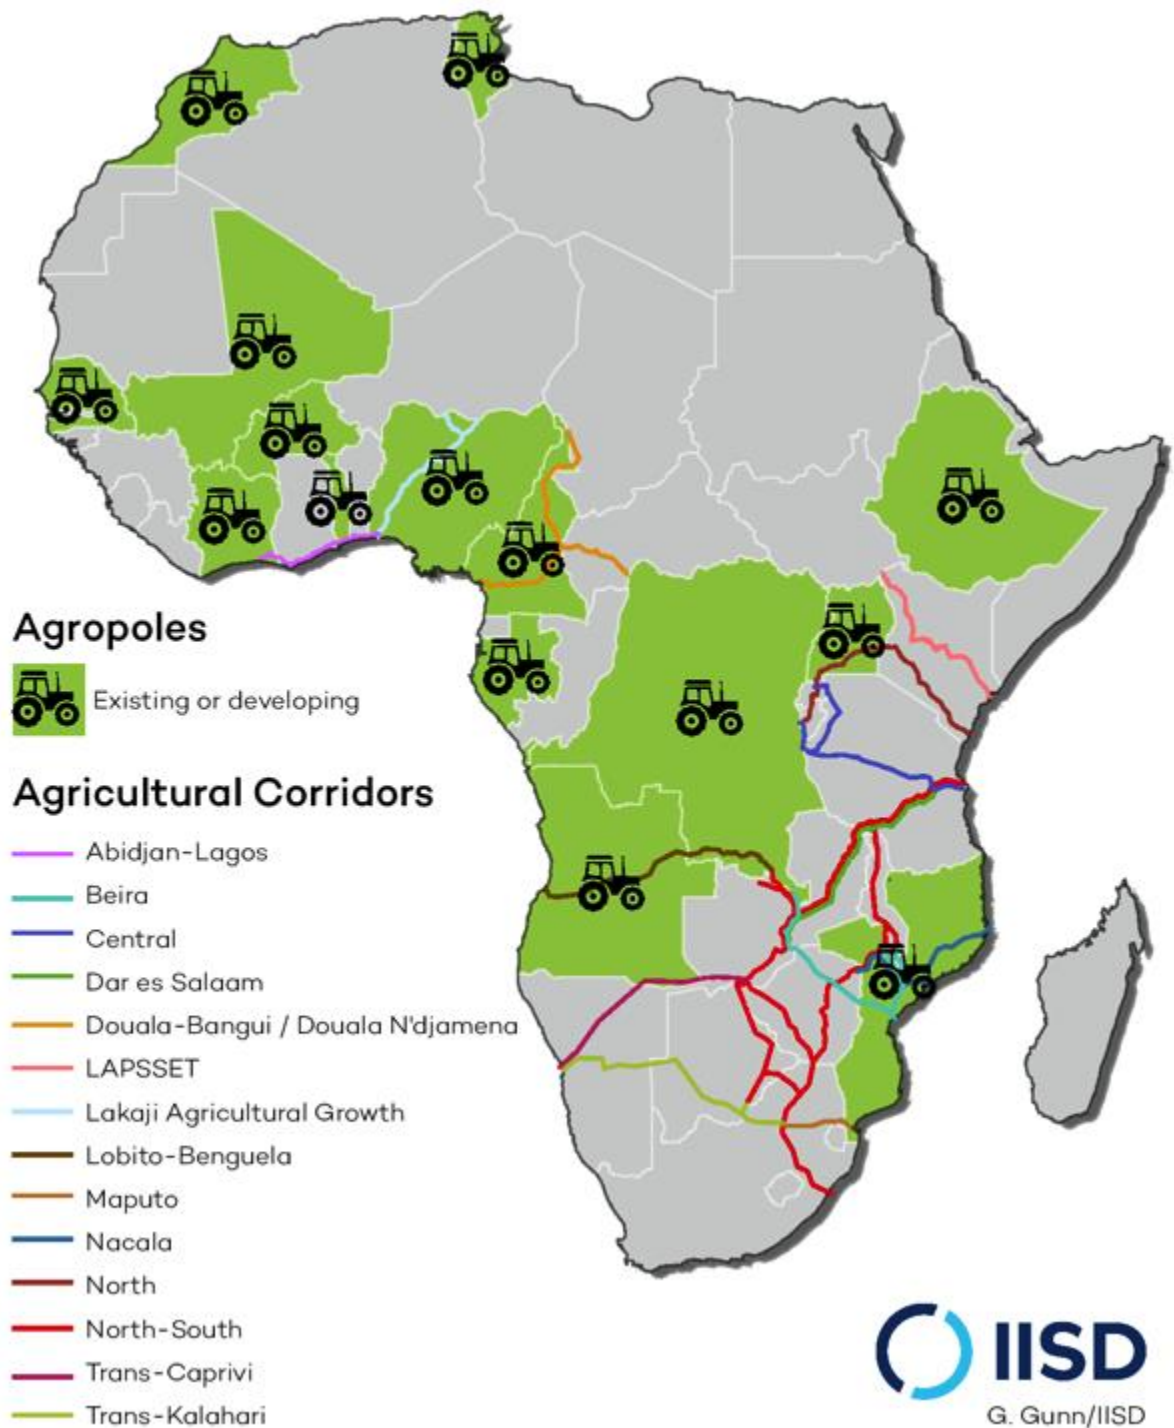 Agropoles
Existing or developing
Agricultural Corridors
Abidjan-Lagos
Beira
Central
Dar es Salaam
Douala-Bangui / Douala N'djamena
LAPSSET
Lakaji Agricultural Growth
Lobito-Benguela
Maputo
Nacala
North
North-South
Trans-Caprivi
Trans-Kalahari
IISD
G. Gunn/IISD